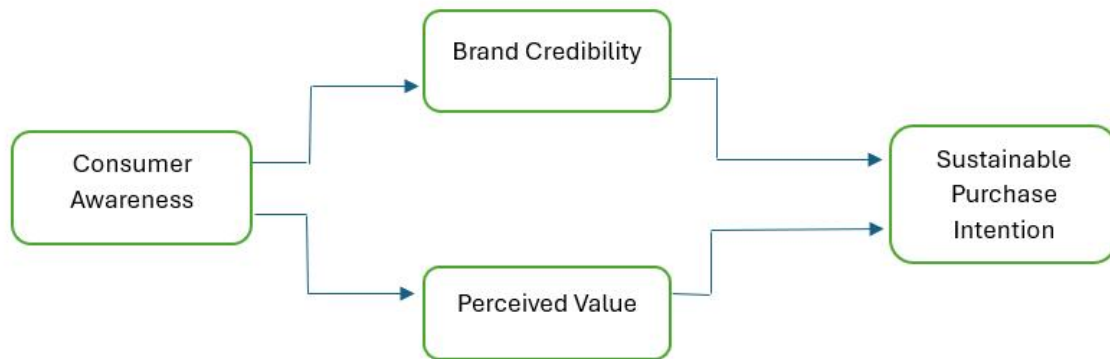 Brand Credibility
Consumer
Awareness
Sustainable
Purchase
Intention
Perceived Value